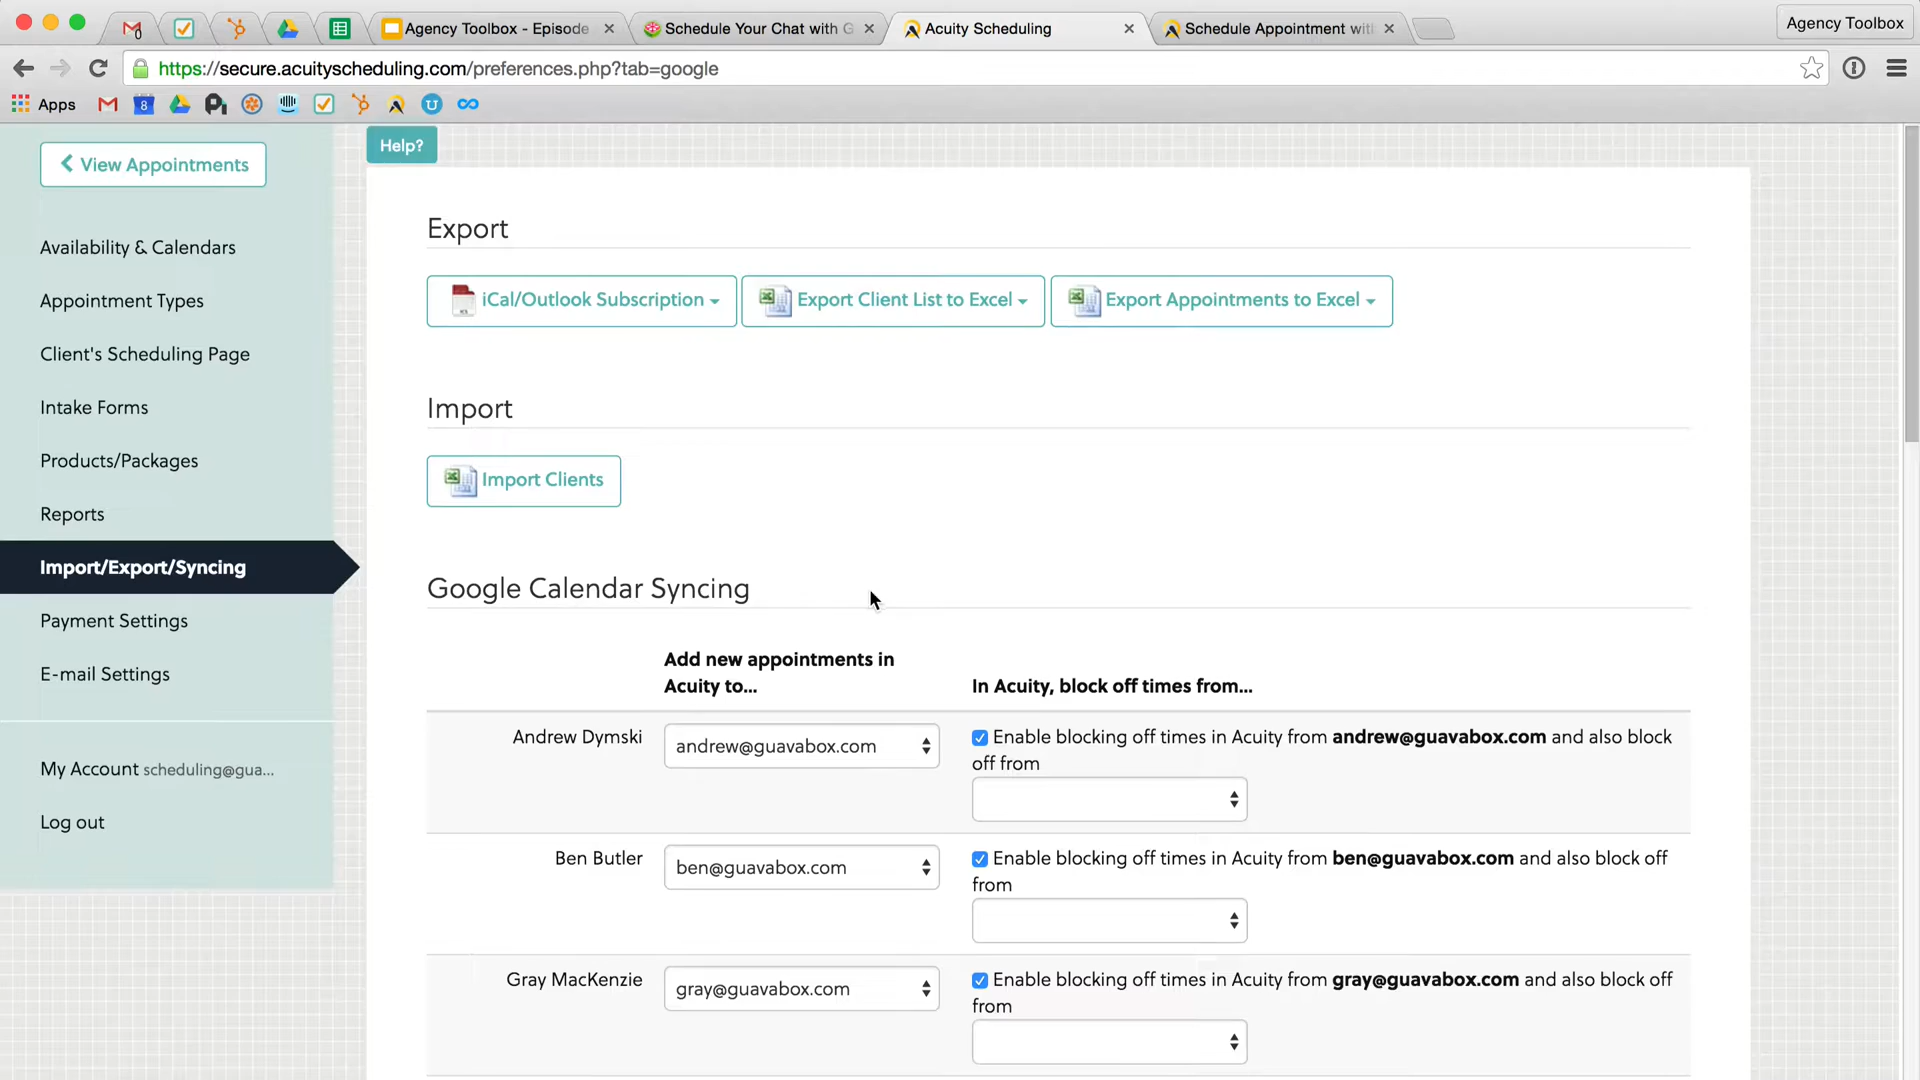 Agency Toolbox - Episode
Schedule Your Chat with G
Acuity Scheduling
Schedule Appointment with
Agency Toolbox
https://secure.acuityscheduling.com/preferences.php?tab=google
Apps
View Appointments
Help?
Availability & Calendars
Appointment Types
Client's Scheduling Page
Intake Forms
Products/Packages
Reports
Import/Export/Syncing
Payment Settings
E-mail Settings
My Account scheduling@gua...
Log out
Export
iCal/Outlook Subscription
Export Client List to Excel
Export Appointments to Excel
Import
Import Clients
Google Calendar Syncing
Add new appointments in
Acuity to...
In Acuity, block off times from...
Andrew Dymski
andrew@guavabox.com
Enable blocking off times in Acuity from andrew@guavabox.com and also block
off from
Ben Butler
ben@guavabox.com
Enable blocking off times in Acuity from ben@guavabox.com and also block off
from
Gray MacKenzie
gray@guavabox.com
Enable blocking off times in Acuity from gray@guavabox.com and also block off
from